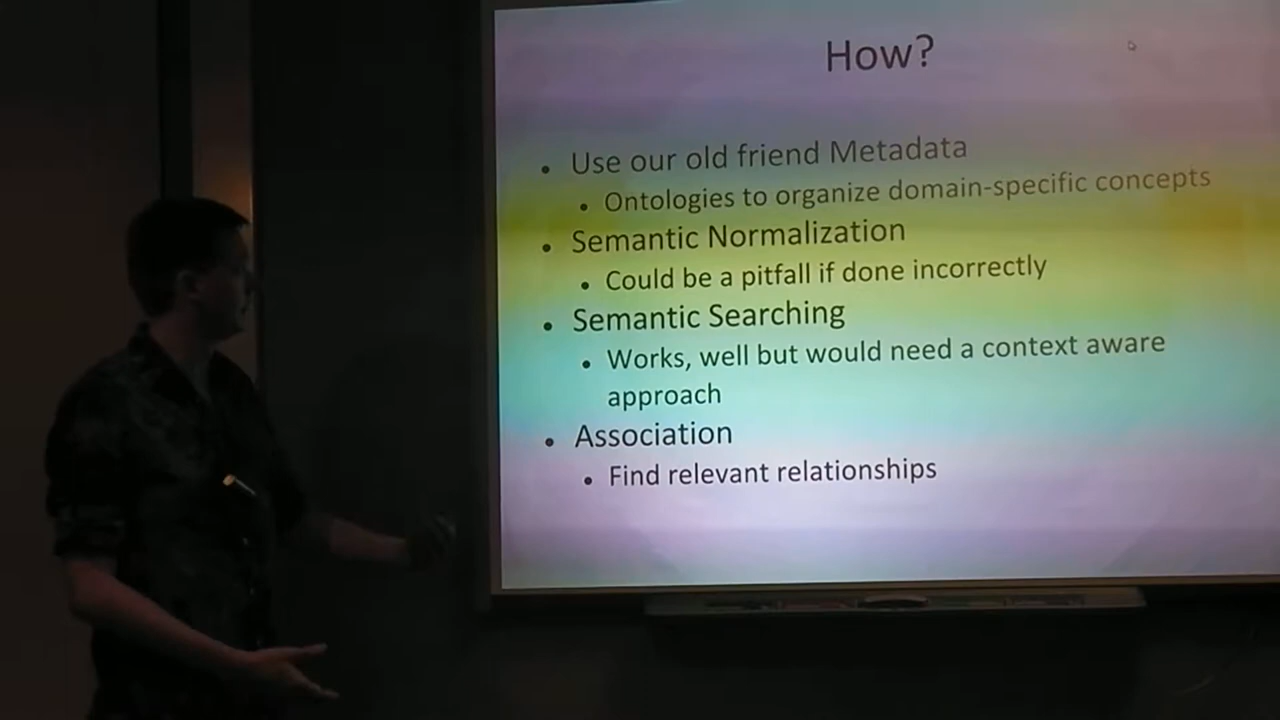 How?
Use our old friend Metadata
Ontologies to organize domain-specific concepts
Semantic Normalization
Could be a pitfall if done incorrectly
Semantic Searching
Works, well but would need a context aware
approach
Association
Find relevant relationships